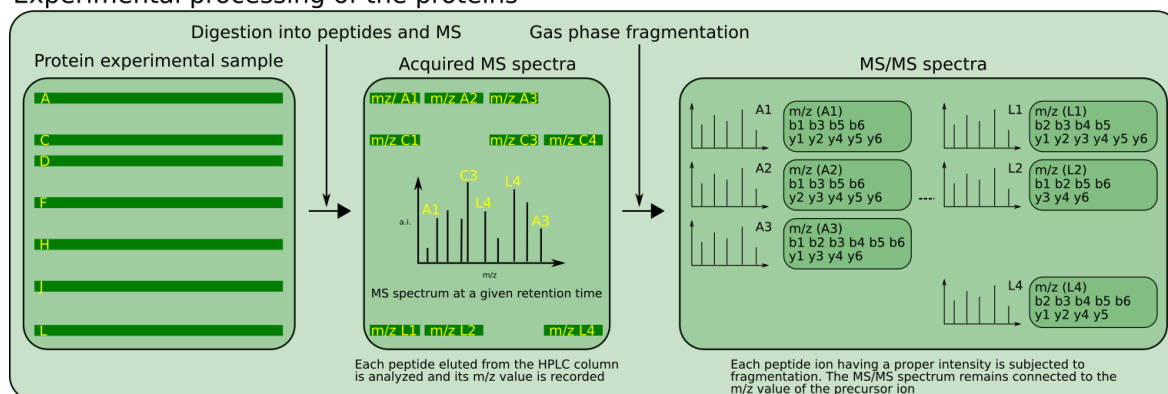 Experimental processing of the proteins
Digestion into peptides and MS
Gas phase fragmentation
Protein experimental sample
A
C
D
F
H
J
L
Acquired MS spectra
m/z/ A1 m/z A2 m/z A3
m/z C1 m/z C3 m/z C4
C3
L4
A1
L4
A3
a.i.
m/z
MS spectrum at a given retention time
m/z L1 m/z L2 m/z L4
Each peptide eluted from the HPLC column
is analyzed and its m/z value is recorded
MS/MS spectra
A1
m/z (A1)
b1 b3 b5 b6
y1 y2 y4 y5 y6
A2
m/z (A2)
b1 b3 b5 b6
y2 y3 y4 y5 y6
A3
m/z (A3)
b1 b2 b3 b4 b5 b6
y1 y3 y4 y6
L1
m/z (L1)
b2 b3 b4 b5
y1 y2 y3 y4 y5 y6
L2
m/z (L2)
b1 b2 b5 b6
y3 y4 y6
L4
m/z (L4)
b2 b3 b4 b5 b6
y1 y2 y4 y5
Each peptide ion having a proper intensity is subjected to
fragmentation. The MS/MS spectrum remains connected to the
m/z value of the precursor ion